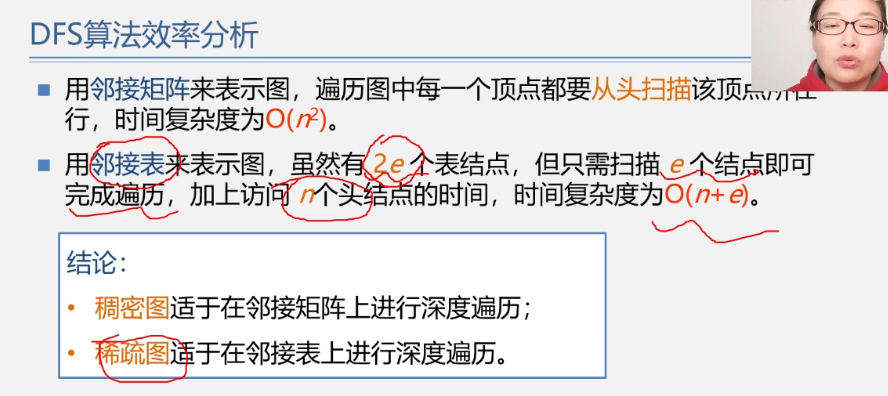 DFS算法效率分析
用邻接矩阵来表示图，遍历图中每一个顶点都要从头扫描该顶点所在
行，时间复杂度为O(n²)。
用邻接表来表示图，虽然有 2e 个表结点，但只需扫描 e 个结点即可
完成遍历，加上访问 n个头结点的时间，时间复杂度为O(n+e)。
结论：
• 稠密图适于在邻接矩阵上进行深度遍历；
• 稀疏图适于在邻接表上进行深度遍历。